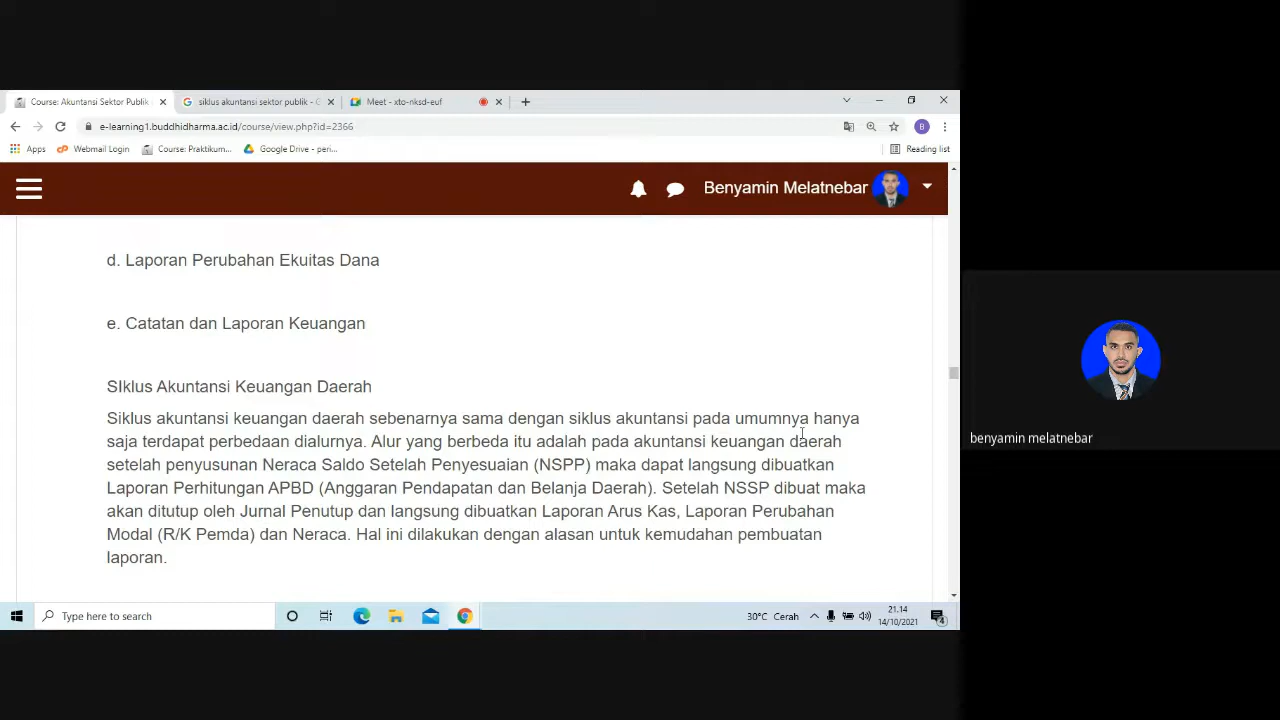 Course: Akuntansi Sektor Publik
siklus akuntansi sektor publik - G
Meet - xto-nksd-euf
e-learning1.buddhidharma.ac.id/course/view.php?id=2366
B
Apps
Webmail Login
Course: Praktikum...
Google Drive - peri...
Reading list
Benyamin Melatnebar
d. Laporan Perubahan Ekuitas Dana
e. Catatan dan Laporan Keuangan
SIklus Akuntansi Keuangan Daerah
Siklus akuntansi keuangan daerah sebenarnya sama dengan siklus akuntansi pada umumnya hanya
saja terdapat perbedaan dialurnya. Alur yang berbeda itu adalah pada akuntansi keuangan daerah
setelah penyusunan Neraca Saldo Setelah Penyesuaian (NSPP) maka dapat langsung dibuatkan
Laporan Perhitungan APBD (Anggaran Pendapatan dan Belanja Daerah). Setelah NSSP dibuat maka
akan ditutup oleh Jurnal Penutup dan langsung dibuatkan Laporan Arus Kas, Laporan Perubahan
Modal (R/K Pemda) dan Neraca. Hal ini dilakukan dengan alasan untuk kemudahan pembuatan
laporan.
benyamin melatnebar
Type here to search
30°C Cerah
21.14
14/10/2021
4